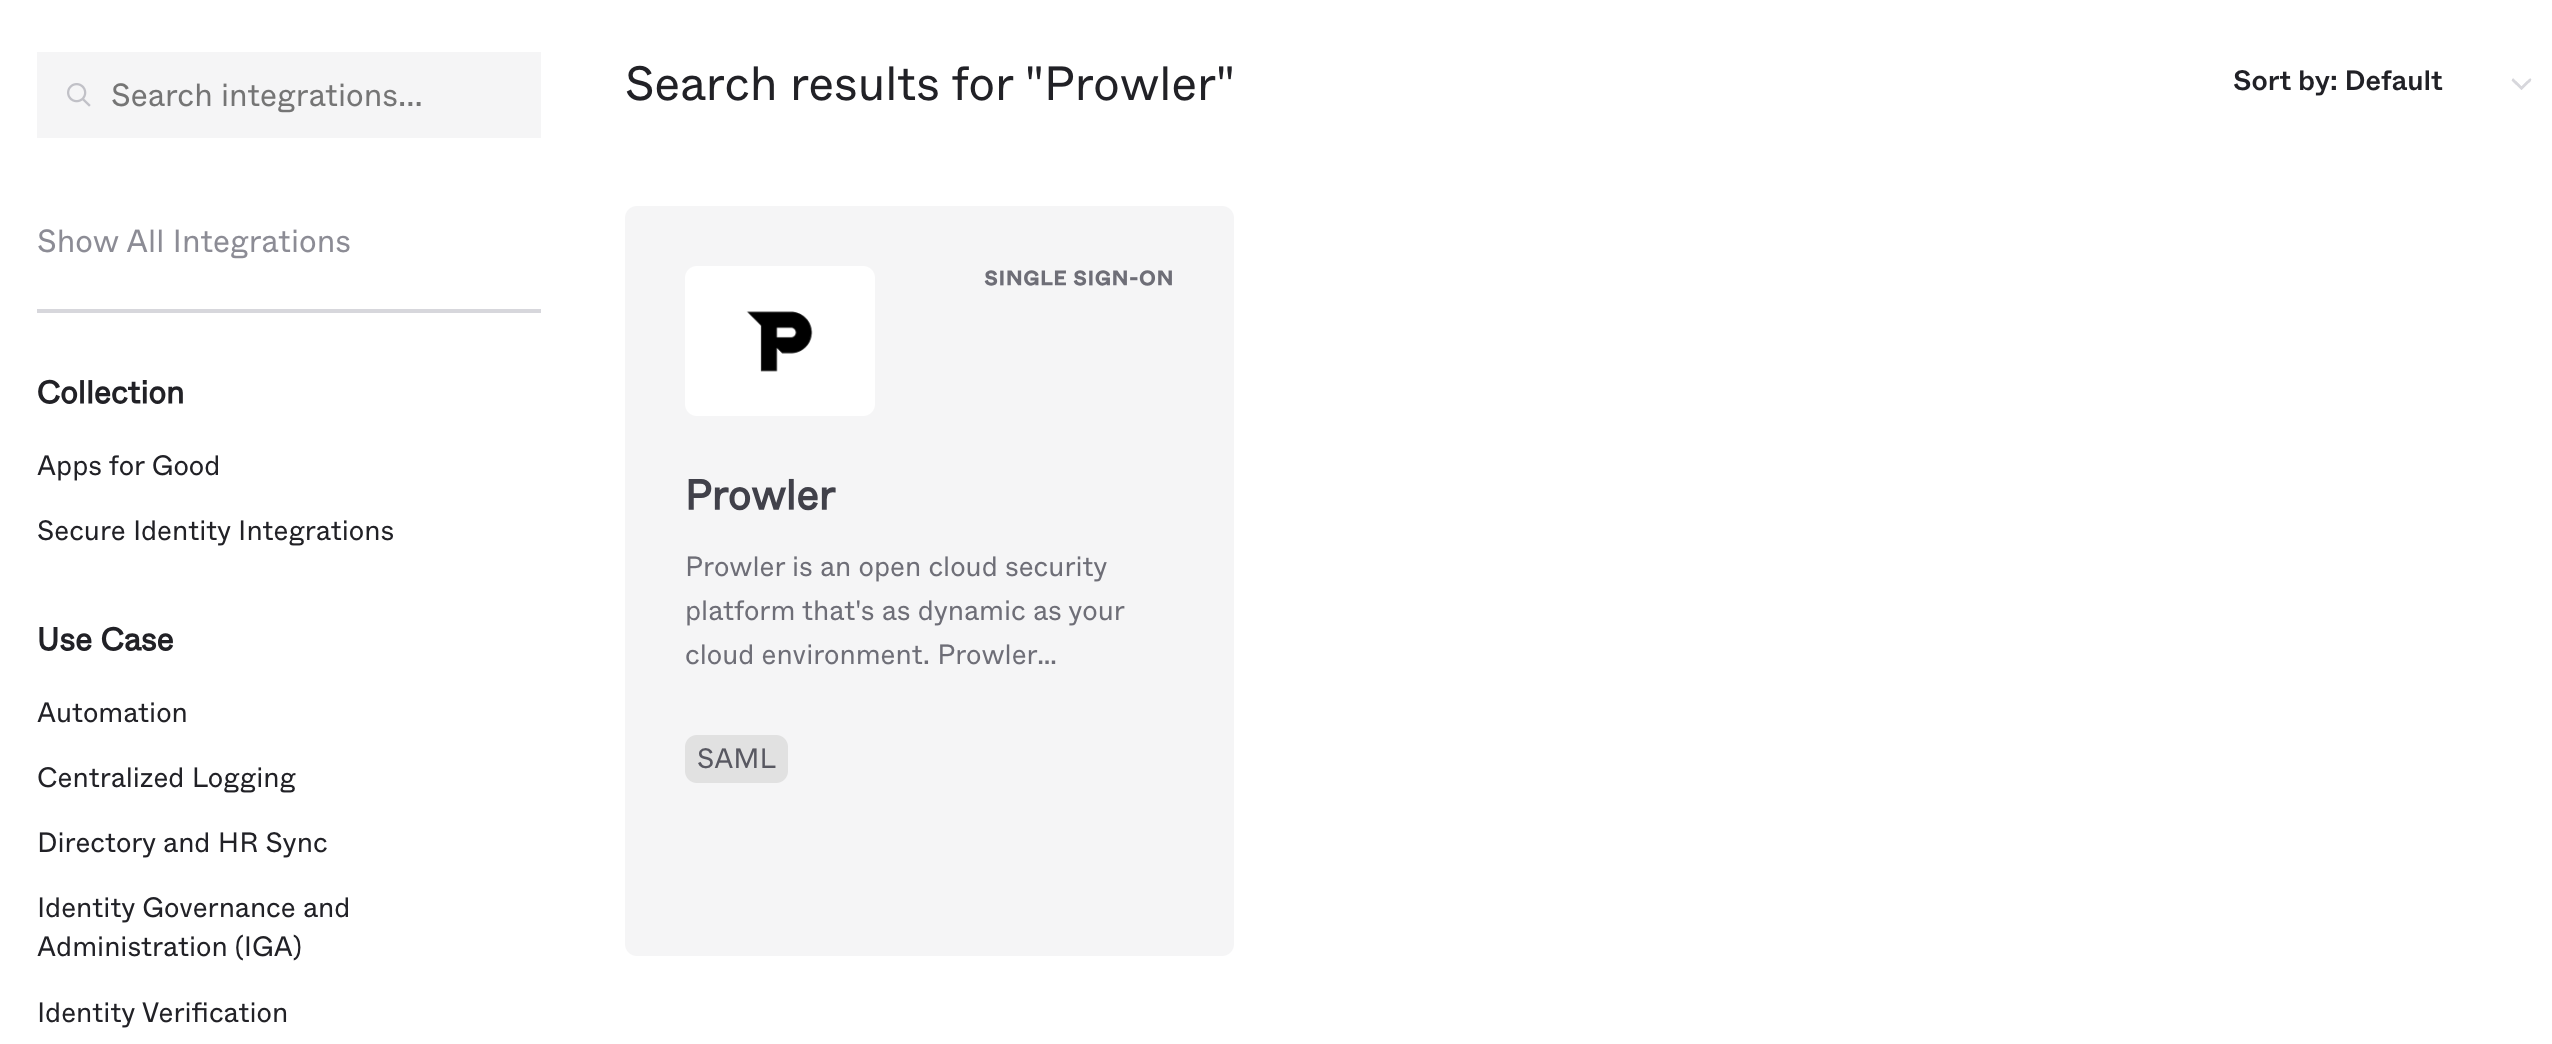 Search integrations...
Show All Integrations
Collection
Apps for Good
Secure Identity Integrations
Use Case
Automation
Centralized Logging
Directory and HR Sync
Identity Governance and
Administration (IGA)
Identity Verification
Search results for "Prowler"
Sort by: Default
SINGLE SIGN-ON
Prowler
Prowler is an open cloud security
platform that's as dynamic as your
cloud environment. Prowler...
SAML